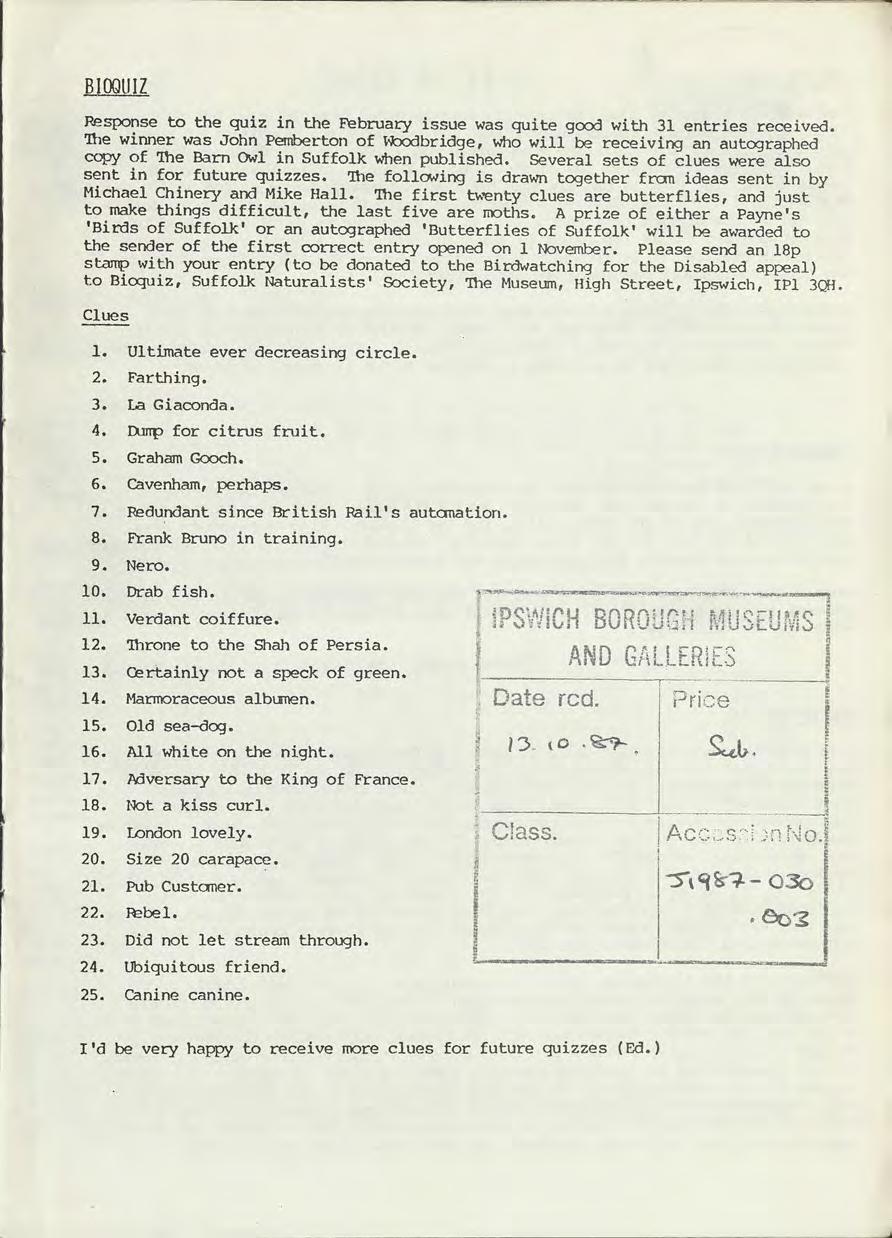 BIOQUIZ
Response to the quiz in the February issue was quite good with 31 entries received.
The winner was John Pemberton of Woodbridge, who will be receiving an autographed
copy of The Barn Owl in Suffolk when published. Several sets of clues were also
sent in for future quizzes. The following is drawn together from ideas sent in by
Michael Chinery and Mike Hall. The first twenty clues are butterflies, and just
to make things difficult, the last five are moths. A prize of either a Payne's
'Birds of Suffolk' or an autographed 'Butterflies of Suffolk' will be awarded to
the sender of the first correct entry opened on 1 November. Please send an 18p
stamp with your entry (to be donated to the Birdwatching for the Disabled appeal)
to Bioquiz, Suffolk Naturalists' Society, The Museum, High Street, Ipswich, IP1 3QH.
Clues
1. Ultimate ever decreasing circle.
2. Farthing.
3. La Giaconda.
4. Dump for citrus fruit.
5. Graham Gooch.
6. Cavenham, perhaps.
7. Redundant since British Rail's automation.
8. Frank Bruno in training.
9. Nero.
10. Drab fish.
11. Verdant coiffure.
12. Throne to the Shah of Persia.
13. Certainly not a speck of green.
14. Marmoraceous albumen.
15. Old sea-dog.
16. All white on the night.
17. Adversary to the King of France.
18. Not a kiss curl.
19. London lovely.
20. Size 20 carapace.
21. Pub Customer.
22. Rebel.
23. Did not let stream through.
24. Ubiquitous friend.
25. Canine canine.
IPSWICH BOROUGH MUSEUMS
AND GALLERIES
Date rcd.
13.10.87.
Price
Sub.
Class.
Accession No.
J1987-030
.003
I'd be very happy to receive more clues for future quizzes (Ed.)